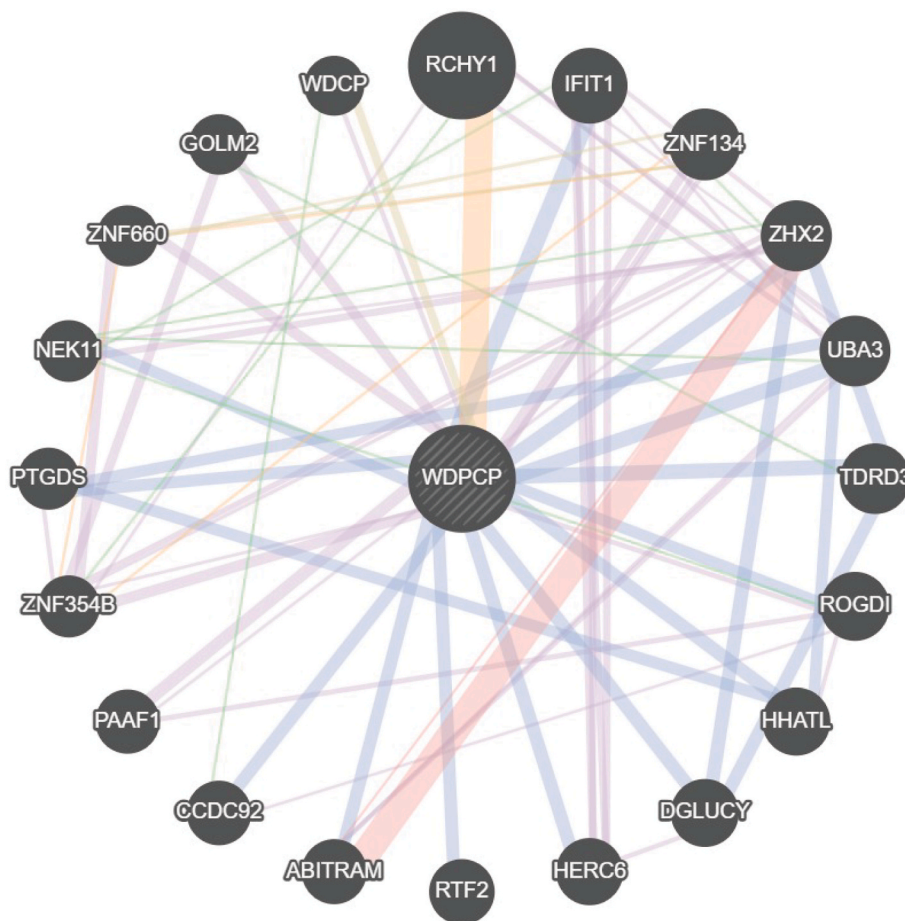 RCHY1
WDCP
IFIT1
GOLM2
ZNF134
ZNF660
ZHX2
NEK11
UBA3
PTGDS
WDPCP
TDRD3
ZNF354B
ROGDI
PAAF1
HHATL
CCDC92
DGLUCY
ABITRAM
RTF2
HERC6